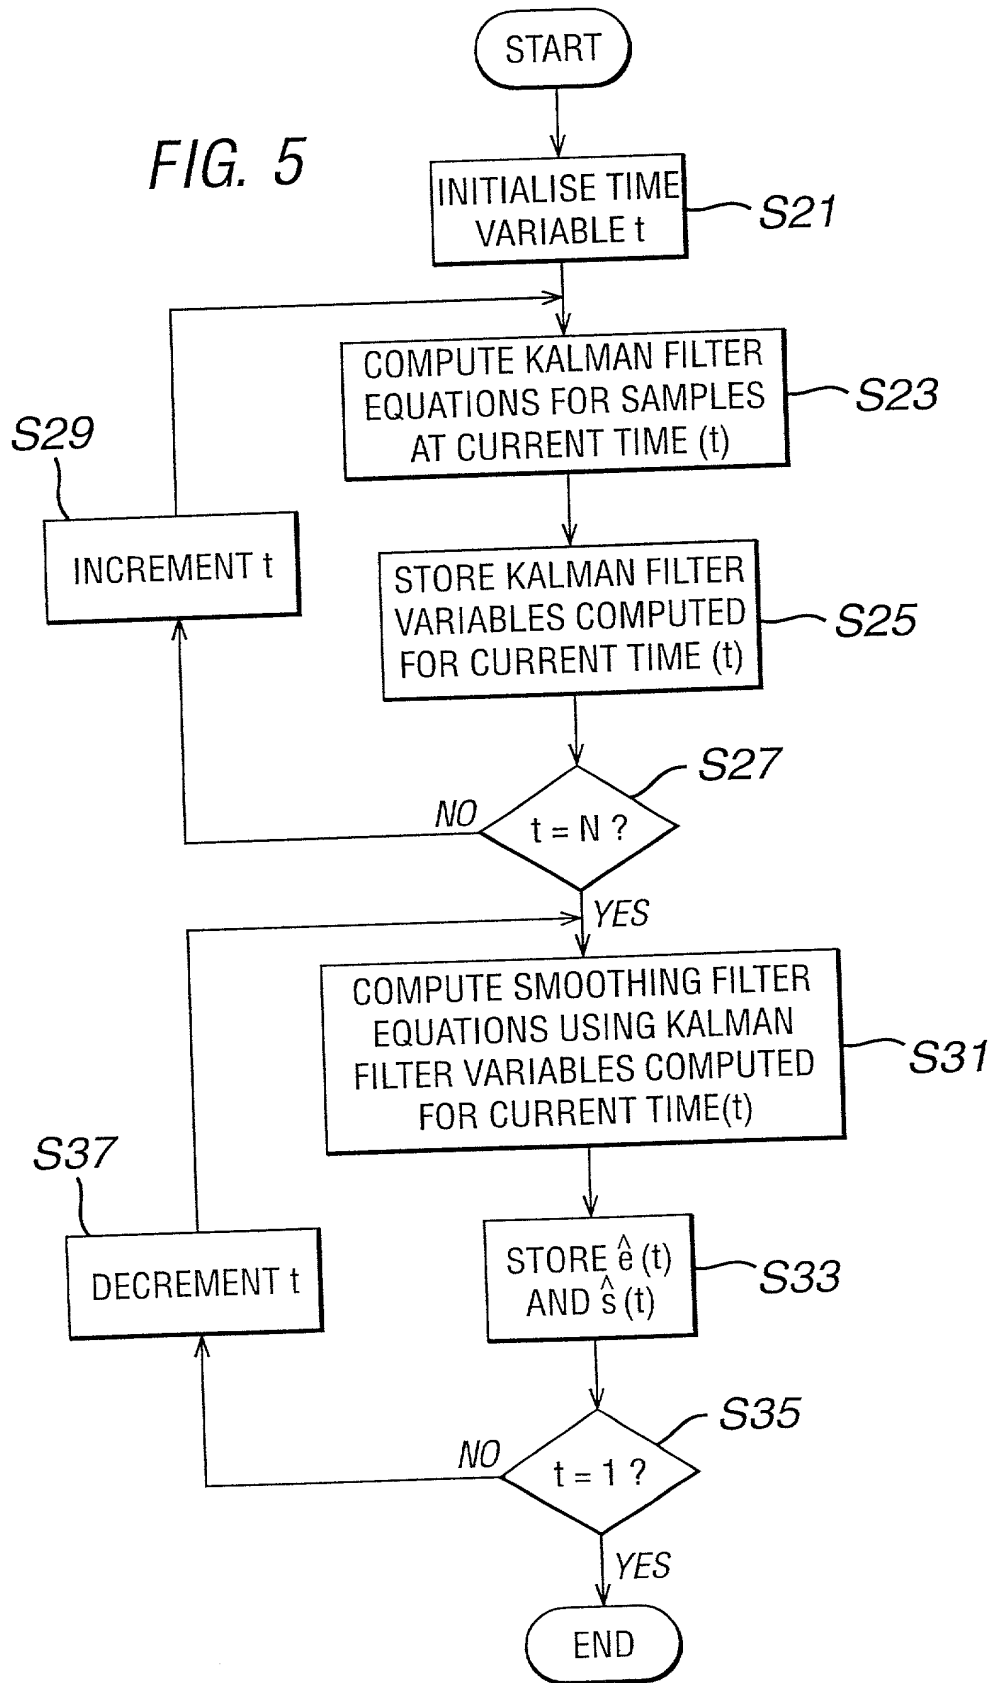 START
FIG. 5
INITIALISE TIME
VARIABLE t
S21
COMPUTE KALMAN FILTER
EQUATIONS FOR SAMPLES
AT CURRENT TIME (t)
S23
S29
INCREMENT t
STORE KALMAN FILTER
VARIABLES COMPUTED
FOR CURRENT TIME (t)
S25
S27
NO
t = N ?
YES
COMPUTE SMOOTHING FILTER
EQUATIONS USING KALMAN
FILTER VARIABLES COMPUTED
FOR CURRENT TIME(t)
S31
S37
DECREMENT t
STORE ê (t)
AND ŝ (t)
S33
S35
NO
t = 1 ?
YES
END